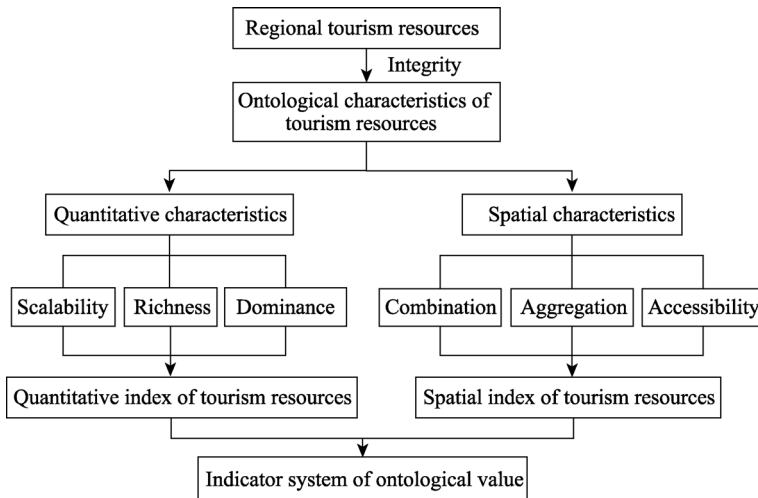 Regional tourism resources
Integrity
Ontological characteristics of
tourism resources
Quantitative characteristics
Spatial characteristics
Scalability
Richness
Dominance
Combination
Aggregation
Accessibility
Quantitative index of tourism resources
Spatial index of tourism resources
Indicator system of ontological value